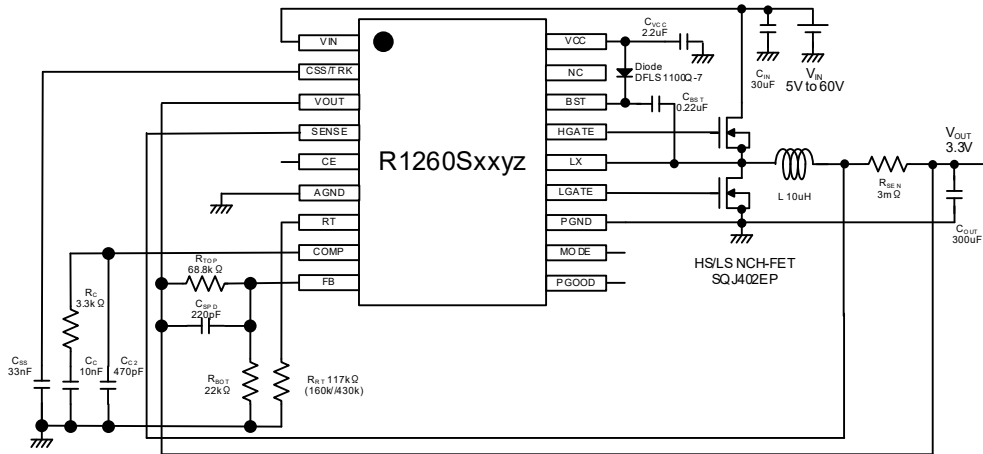 VIN
CSS/TRK
VOUT
SENSE
CE
AGND
RT
COMP
FB
R1260Sxxyz
VCC
NC
BST
HGATE
LX
LGATE
PGND
MODE
PGOOD
CVCC
2.2uF
Diode
DFLS1100Q-7
CBST
0.22uF
CIN
30uF
VIN
5V to 60V
VOUT
3.3V
L 10uH
RSEN
3mΩ
COUT
300uF
HS/LS NCH-FET
SQJ402EP
RTOP
68.8kΩ
CSPD
220pF
RC
3.3kΩ
CSS
33nF
CC
10nF
CC2
470pF
RBOT
22kΩ
RRT 117kΩ
(160k//430k)